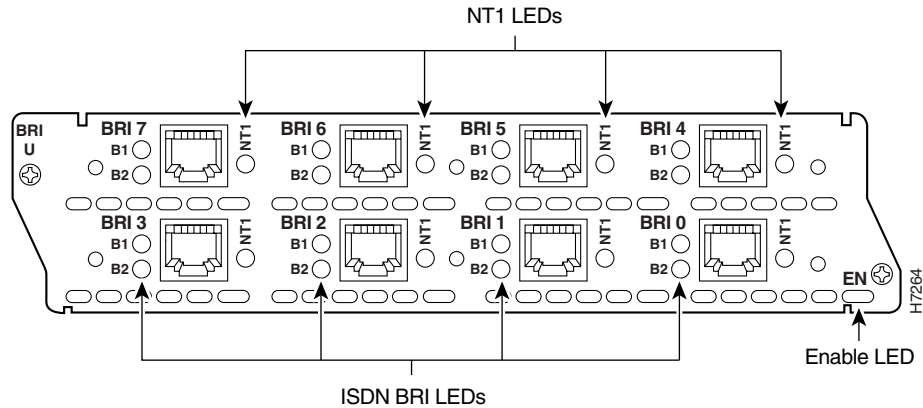 NT1 LEDs
BRI U
BRI 7 B1 B2 NT1
BRI 6 B1 B2 NT1
BRI 5 B1 B2 NT1
BRI 4 B1 B2 NT1
BRI 3 B1 B2 NT1
BRI 2 B1 B2 NT1
BRI 1 B1 B2 NT1
BRI 0 B1 B2 NT1
EN
H7264
Enable LED
ISDN BRI LEDs